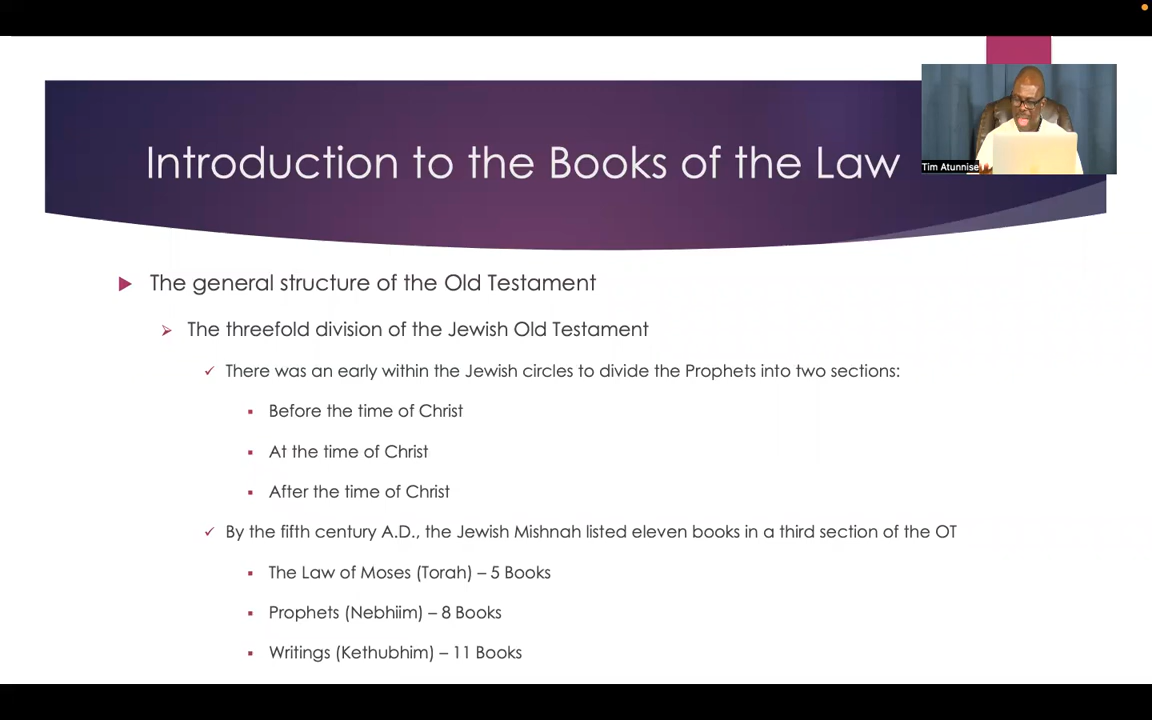 Introduction to the Books of the Law
Tim Atunnise
The general structure of the Old Testament
The threefold division of the Jewish Old Testament
There was an early within the Jewish circles to divide the Prophets into two sections:
Before the time of Christ
At the time of Christ
After the time of Christ
By the fifth century A.D., the Jewish Mishnah listed eleven books in a third section of the OT
The Law of Moses (Torah) – 5 Books
Prophets (Nebhiim) – 8 Books
Writings (Kethubhim) – 11 Books